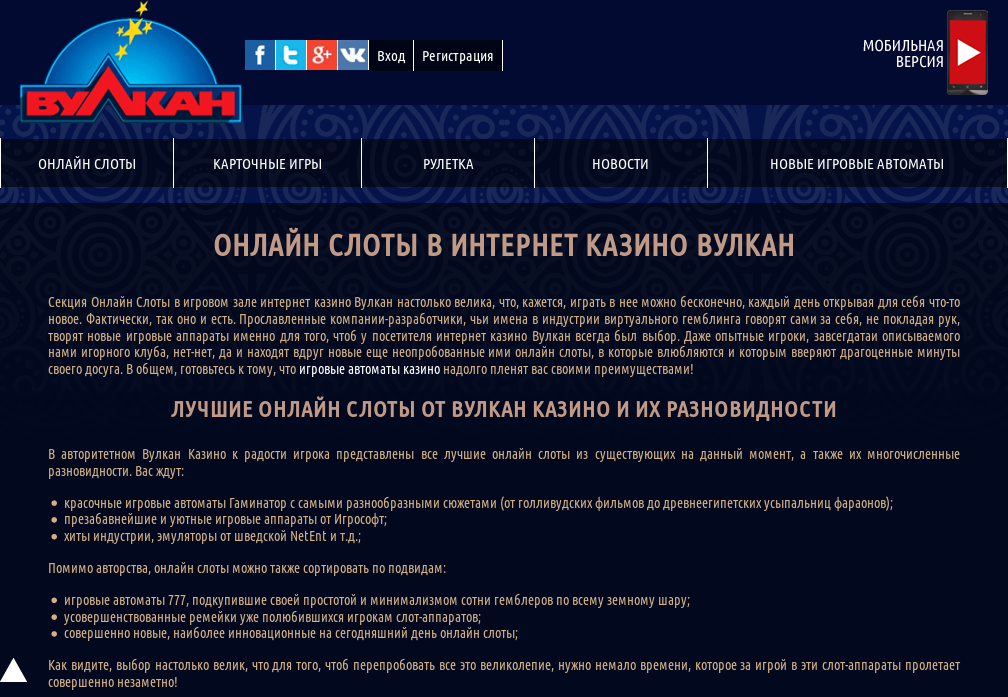 ВУЛКАН
f t g+ вк
Вход Регистрация
МОБИЛЬНАЯ
ВЕРСИЯ
ОНЛАЙН СЛОТЫ КАРТОЧНЫЕ ИГРЫ РУЛЕТКА НОВОСТИ НОВЫЕ ИГРОВЫЕ АВТОМАТЫ
ОНЛАЙН СЛОТЫ В ИНТЕРНЕТ КАЗИНО ВУЛКАН
Секция Онлайн Слоты в игровом зале интернет казино Вулкан настолько велика, что, кажется, играть в нее можно бесконечно, каждый день открывая для себя что-то
новое. Фактически, так оно и есть. Прославленные компании-разработчики, чьи имена в индустрии виртуального гемблинга говорят сами за себя, не покладая рук,
творят новые игровые аппараты именно для того, чтоб у посетителя интернет казино Вулкан всегда был выбор. Даже опытные игроки, завсегдатаи описываемого
нами игорного клуба, нет-нет, да и находят вдруг новые еще неопробованные ими онлайн слоты, в которые влюбляются и которым вверяют драгоценные минуты
своего досуга. В общем, готовьтесь к тому, что игровые автоматы казино надолго пленят вас своими преимуществами!
ЛУЧШИЕ ОНЛАЙН СЛОТЫ ОТ ВУЛКАН КАЗИНО И ИХ РАЗНОВИДНОСТИ
В авторитетном Вулкан Казино к радости игрока представлены все лучшие онлайн слоты из существующих на данный момент, а также их многочисленные
разновидности. Вас ждут:
● красочные игровые автоматы Гаминатор с самыми разнообразными сюжетами (от голливудских фильмов до древнеегипетских усыпальниц фараонов);
● презабавнейшие и уютные игровые аппараты от Игрософт;
● хиты индустрии, эмуляторы от шведской NetEnt и т.д.;
Помимо авторства, онлайн слоты можно также сортировать по подвидам:
● игровые автоматы 777, подкупившие своей простотой и минимализмом сотни гемблеров по всему земному шару;
● усовершенствованные ремейки уже полюбившихся игрокам слот-аппаратов;
● совершенно новые, наиболее инновационные на сегодняшний день онлайн слоты;
Как видите, выбор настолько велик, что для того, чтоб перепробовать все это великолепие, нужно немало времени, которое за игрой в эти слот-аппараты пролетает
совершенно незаметно!